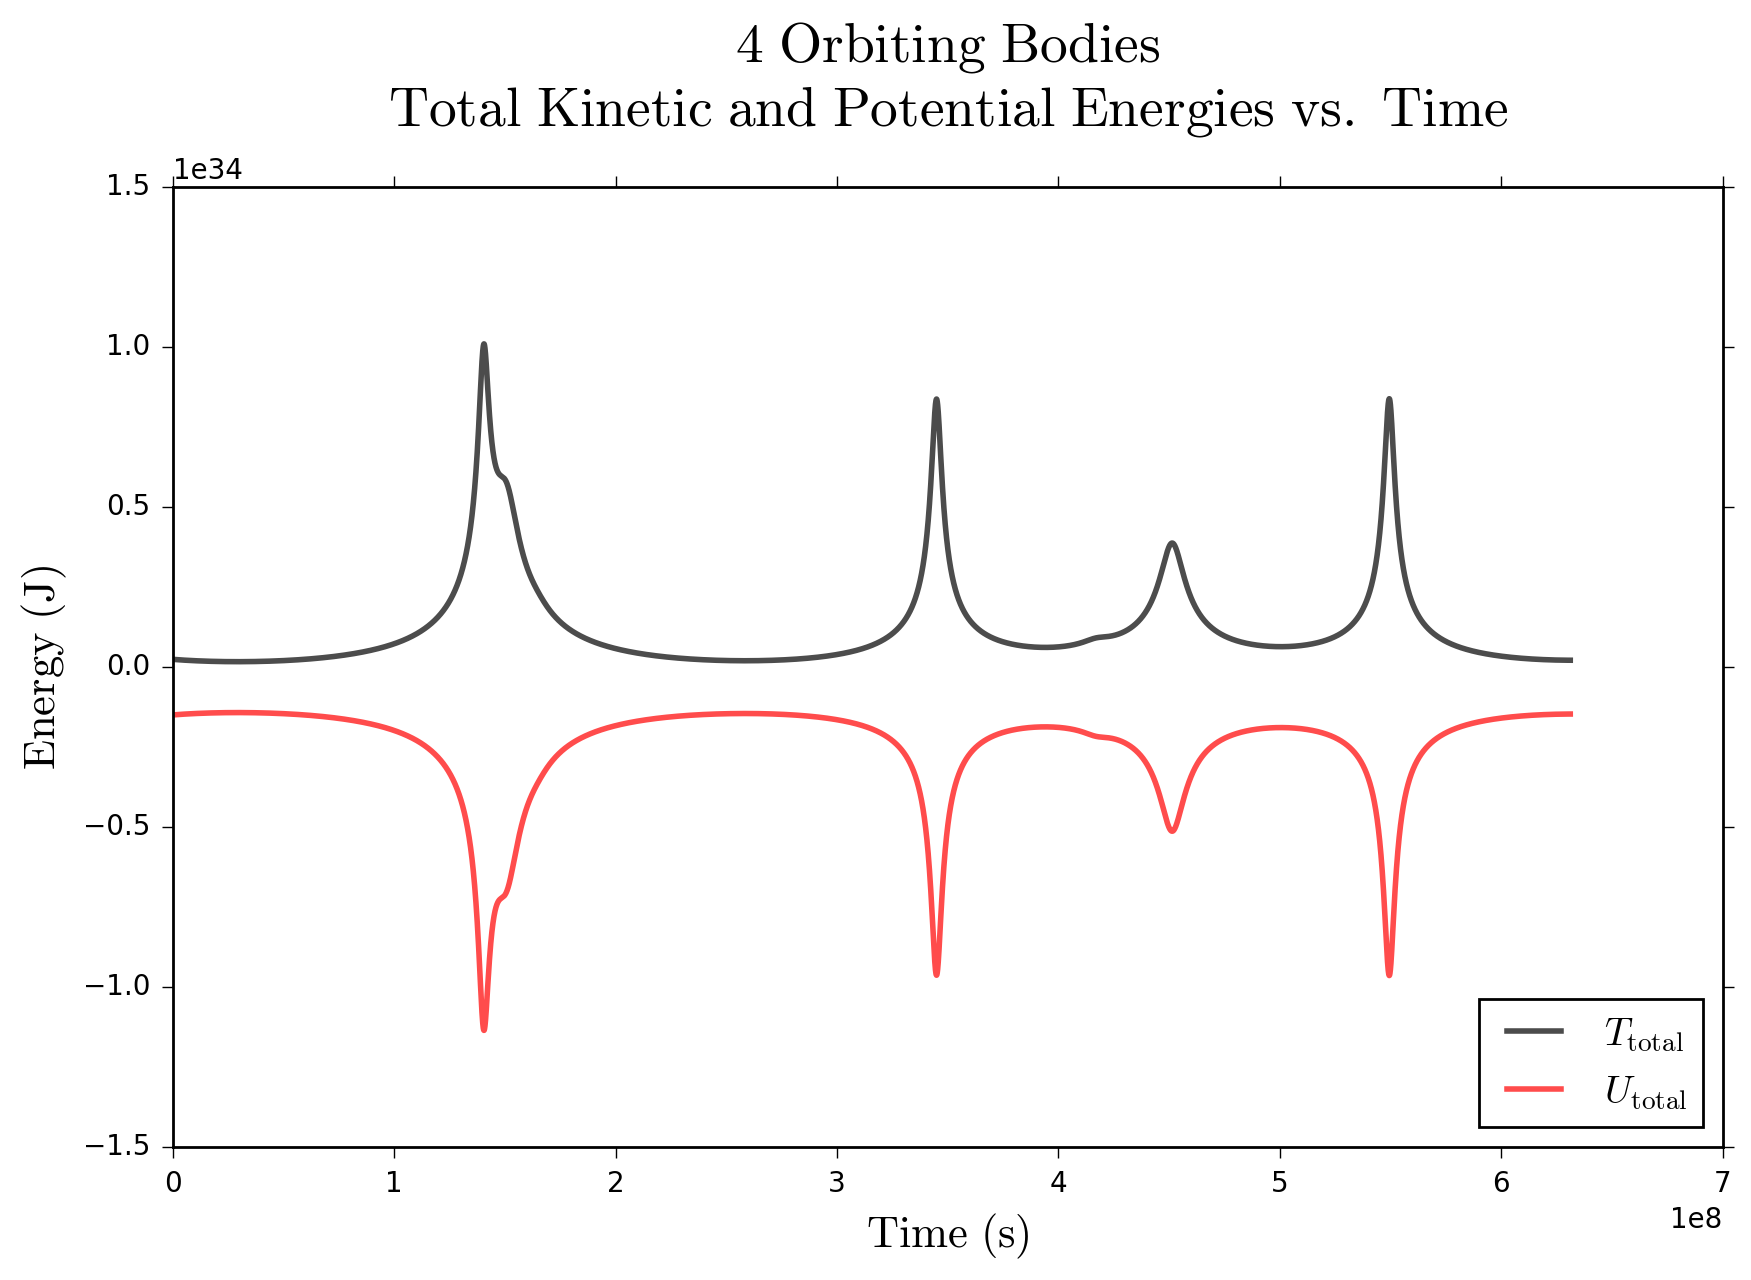 4 Orbiting Bodies
Total Kinetic and Potential Energies vs. Time
1e34
1.5
1.0
0.5
0.0
−0.5
−1.0
−1.5
Energy (J)
T_total
U_total
0 1 2 3 4 5 6 7
1e8
Time (s)